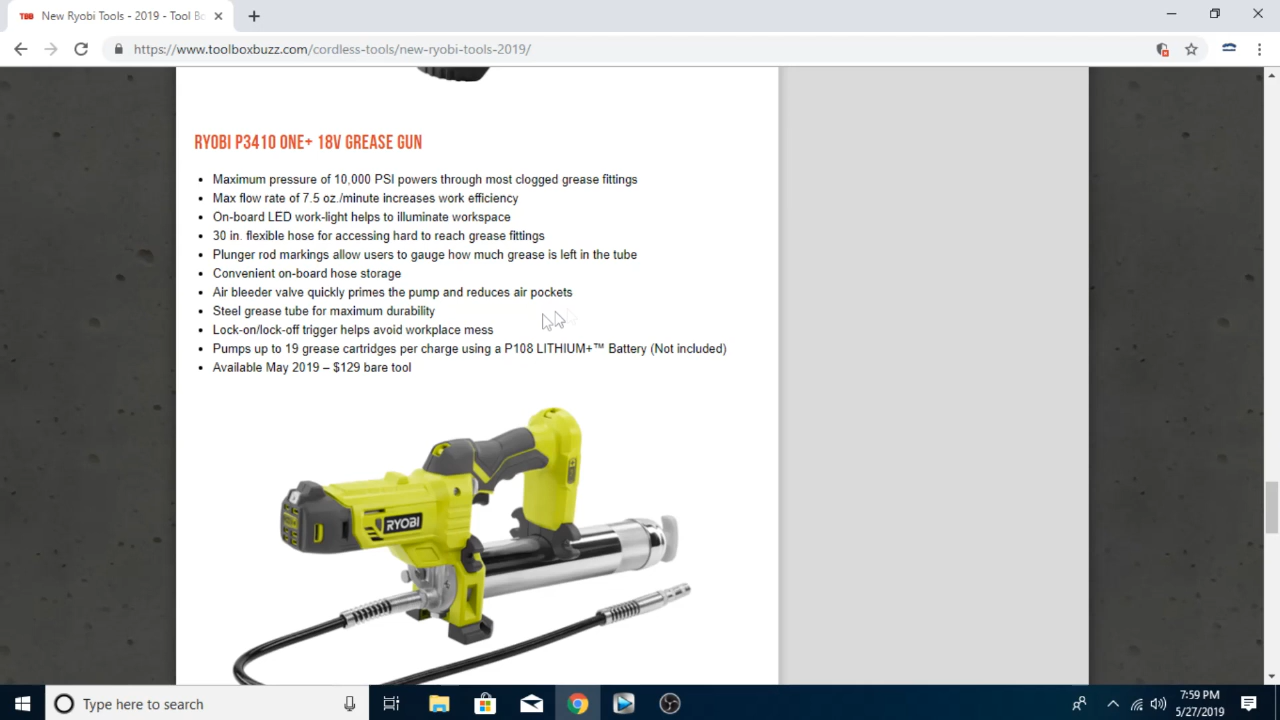 TBB New Ryobi Tools - 2019 - Tool Bo
https://www.toolboxbuzz.com/cordless-tools/new-ryobi-tools-2019/
RYOBI P3410 ONE+ 18V GREASE GUN
• Maximum pressure of 10,000 PSI powers through most clogged grease fittings
• Max flow rate of 7.5 oz./minute increases work efficiency
• On-board LED work-light helps to illuminate workspace
• 30 in. flexible hose for accessing hard to reach grease fittings
• Plunger rod markings allow users to gauge how much grease is left in the tube
• Convenient on-board hose storage
• Air bleeder valve quickly primes the pump and reduces air pockets
• Steel grease tube for maximum durability
• Lock-on/lock-off trigger helps avoid workplace mess
• Pumps up to 19 grease cartridges per charge using a P108 LITHIUM+™ Battery (Not included)
• Available May 2019 – $129 bare tool
RYOBI
Type here to search
7:59 PM
5/27/2019